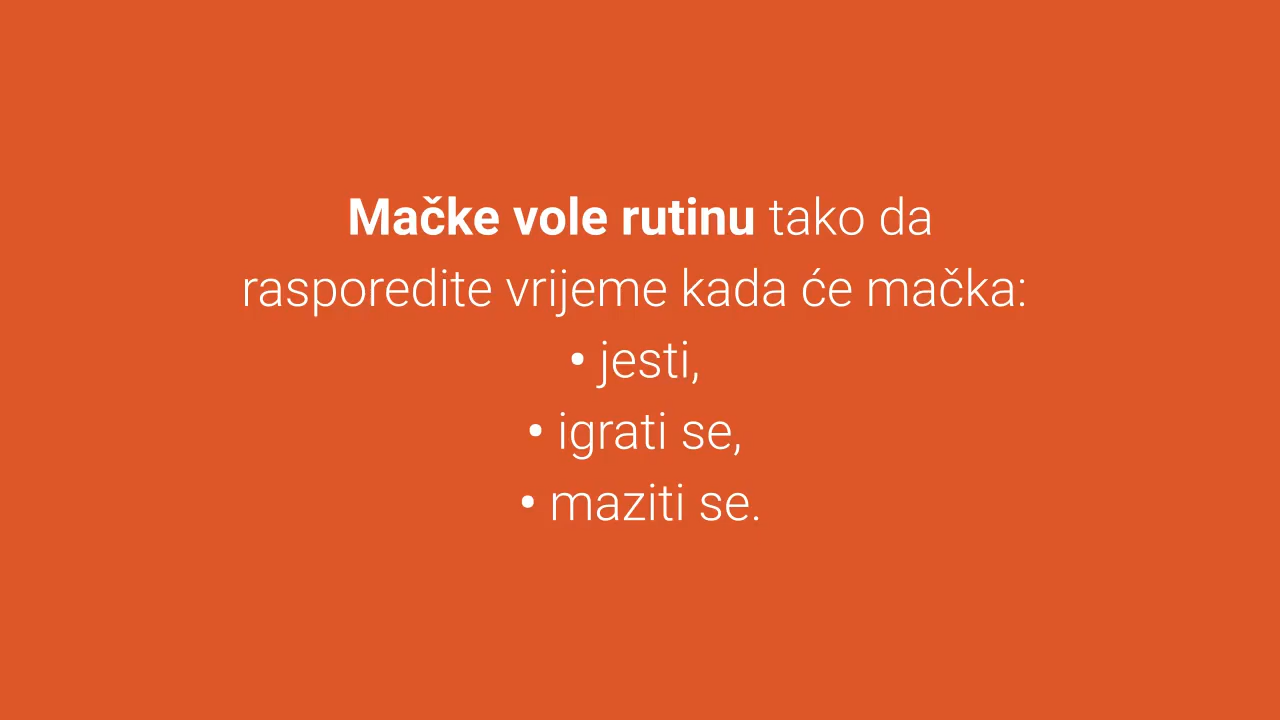 Mačke vole rutinu tako da
rasporedite vrijeme kada će mačka:
• jesti,
• igrati se,
• maziti se.